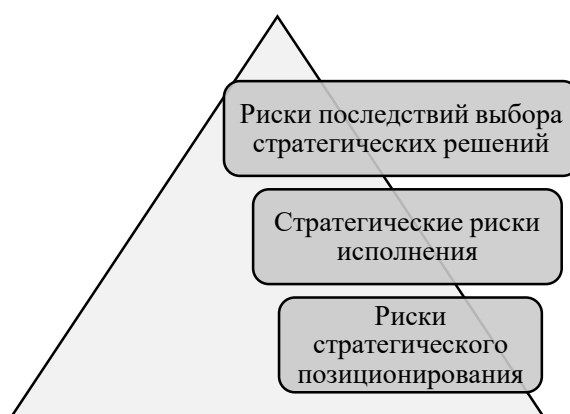 Риски последствий выбора
стратегических решений
Стратегические риски
исполнения
Риски
стратегического
позиционирования